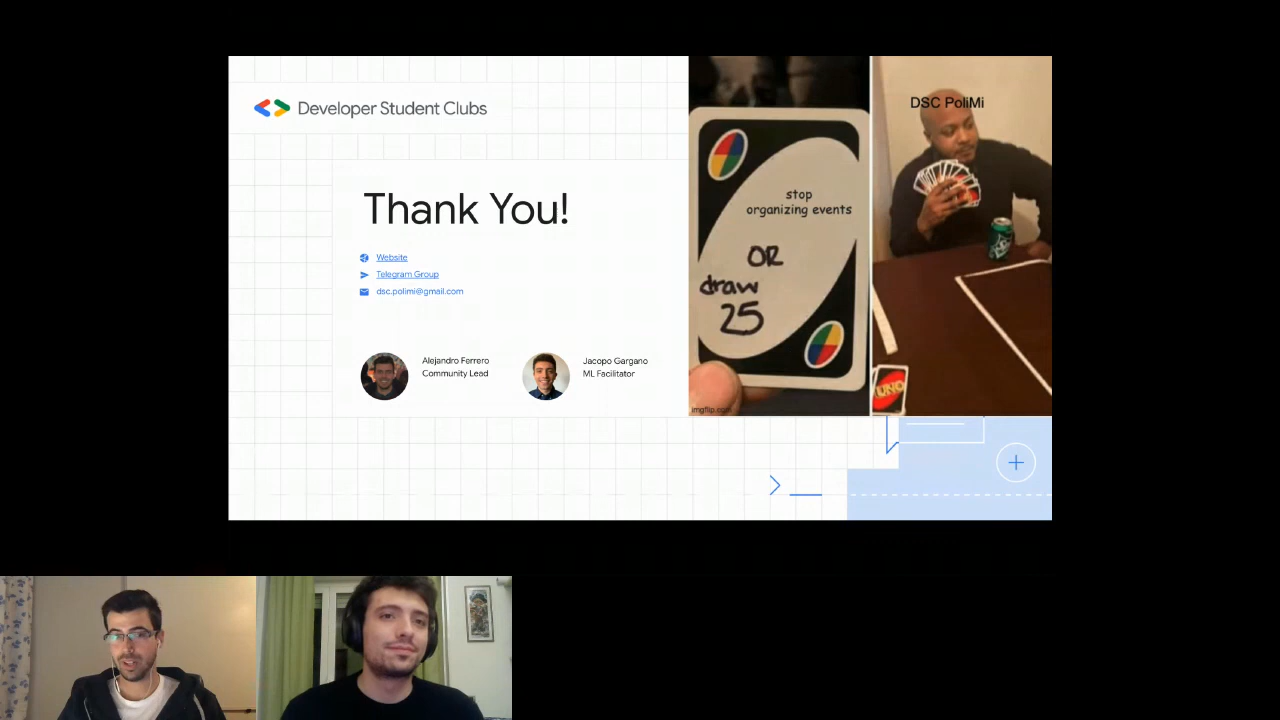 Developer Student Clubs
Thank You!
Website
Telegram Group
dsc.polimi@gmail.com
Alejandro Ferrero
Community Lead
Jacopo Gargano
ML Facilitator
stop
organizing events
OR
draw
25
imgflip.com
DSC PoliMi
UNO